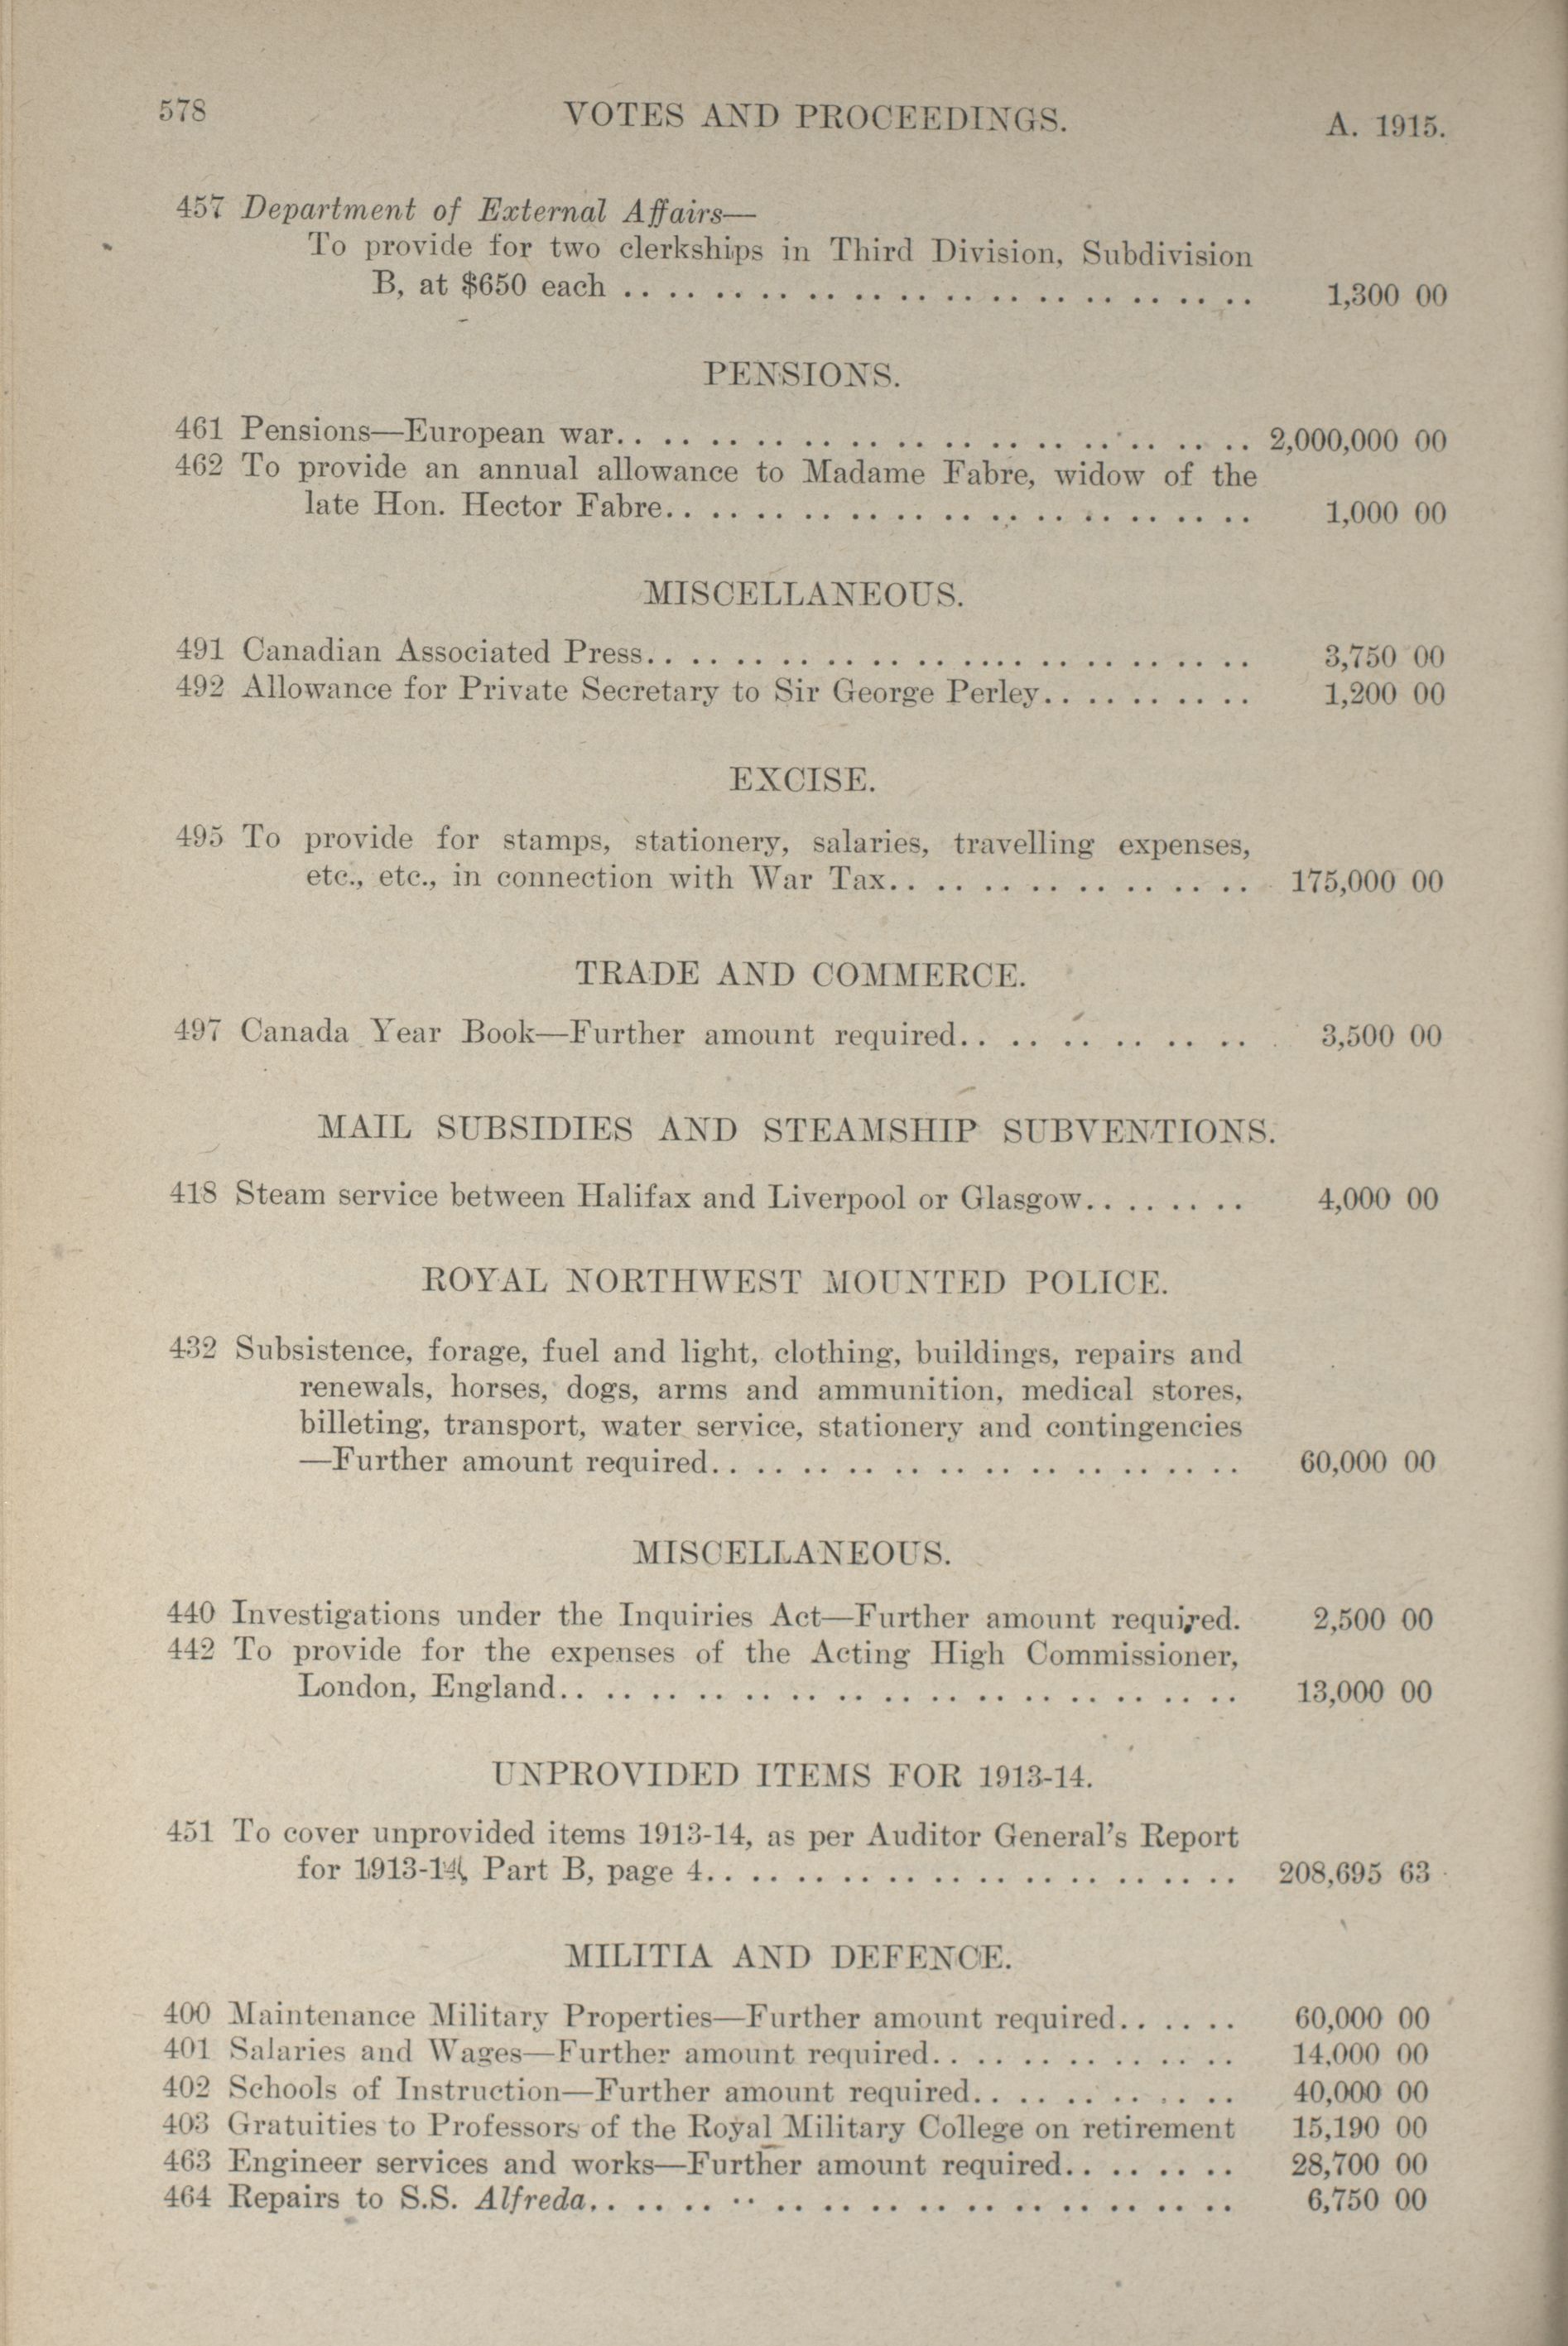 578 VOTES AND PROCEEDINGS. A. 1915.
457 Department of External Affairs—
To provide for two clerkships in Third Division, Subdivision
B, at $650 each . . . . . . . . . . . . . . . . . . . . . . . . . . . . 1,300 00
PENSIONS.
461 Pensions—European war. . . . . . . . . . . . . . . . . . . . . . . . . . . . 2,000,000 00
462 To provide an annual allowance to Madame Fabre, widow of the
late Hon. Hector Fabre. . . . . . . . . . . . . . . . . . . . . . . . . . 1,000 00
MISCELLANEOUS.
491 Canadian Associated Press. . . . . . . . . . . . . . . . . . . . . . . . . . . 3,750 00
492 Allowance for Private Secretary to Sir George Perley. . . . . . . . . . 1,200 00
EXCISE.
495 To provide for stamps, stationery, salaries, travelling expenses,
etc., etc., in connection with War Tax. . . . . . . . . . . . . . . . 175,000 00
TRADE AND COMMERCE.
497 Canada Year Book—Further amount required. . . . . . . . . . . . 3,500 00
MAIL SUBSIDIES AND STEAMSHIP SUBVENTIONS.
418 Steam service between Halifax and Liverpool or Glasgow. . . . . . . . 4,000 00
ROYAL NORTHWEST MOUNTED POLICE.
432 Subsistence, forage, fuel and light, clothing, buildings, repairs and
renewals, horses, dogs, arms and ammunition, medical stores,
billeting, transport, water service, stationery and contingencies
—Further amount required. . . . . . . . . . . . . . . . . . . . . . . . 60,000 00
MISCELLANEOUS.
440 Investigations under the Inquiries Act—Further amount required. 2,500 00
442 To provide for the expenses of the Acting High Commissioner,
London, England. . . . . . . . . . . . . . . . . . . . . . . . . . . . . . 13,000 00
UNPROVIDED ITEMS FOR 1913-14.
451 To cover unprovided items 1913-14, as per Auditor General's Report
for 1913-14, Part B, page 4. . . . . . . . . . . . . . . . . . . . . . . . 208,695 63
MILITIA AND DEFENCE.
400 Maintenance Military Properties—Further amount required. . . . . . 60,000 00
401 Salaries and Wages—Further amount required. . . . . . . . . . . . . . 14,000 00
402 Schools of Instruction—Further amount required. . . . . . . . . . . . 40,000 00
403 Gratuities to Professors of the Royal Military College on retirement 15,190 00
463 Engineer services and works—Further amount required. . . . . . . . 28,700 00
464 Repairs to S.S. Alfreda. . . . . . . . . . . . . . . . . . . . . . . . . . . . 6,750 00